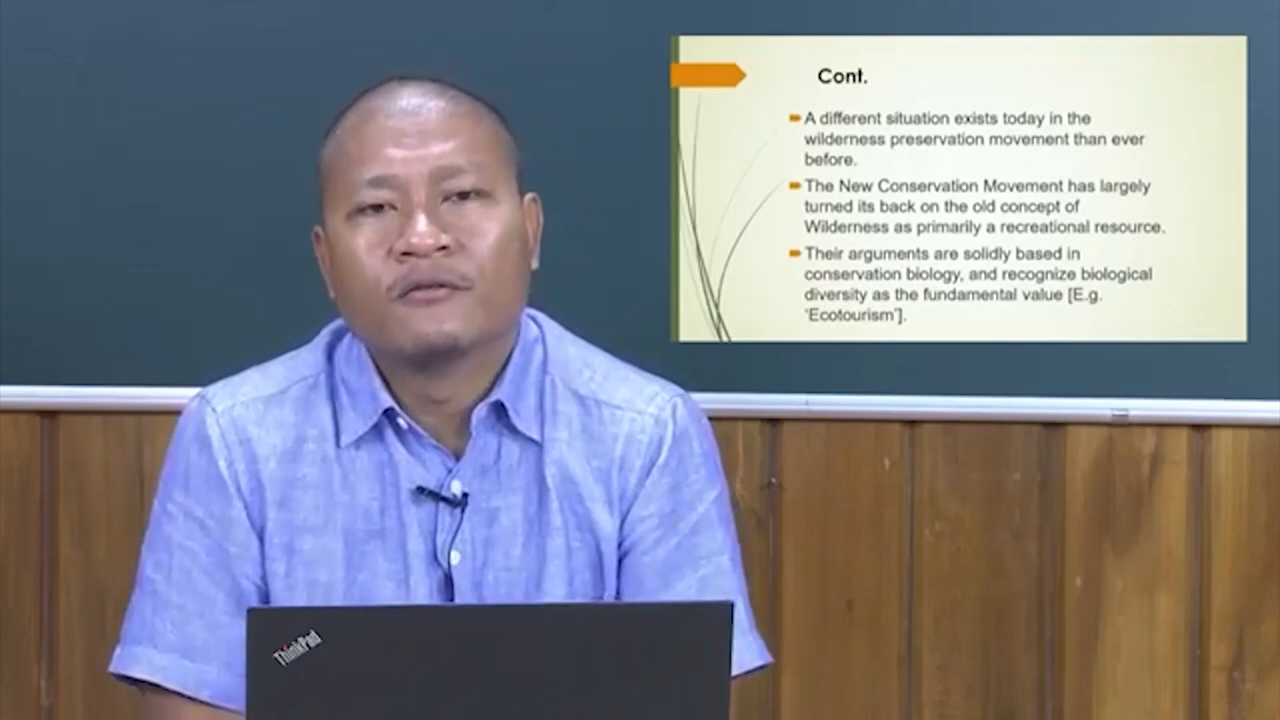 Cont.
A different situation exists today in the
wilderness preservation movement than ever
before.
The New Conservation Movement has largely
turned its back on the old concept of
Wilderness as primarily a recreational resource.
Their arguments are solidly based in
conservation biology, and recognize biological
diversity as the fundamental value [E.g.
‘Ecotourism’].
ThinkPad